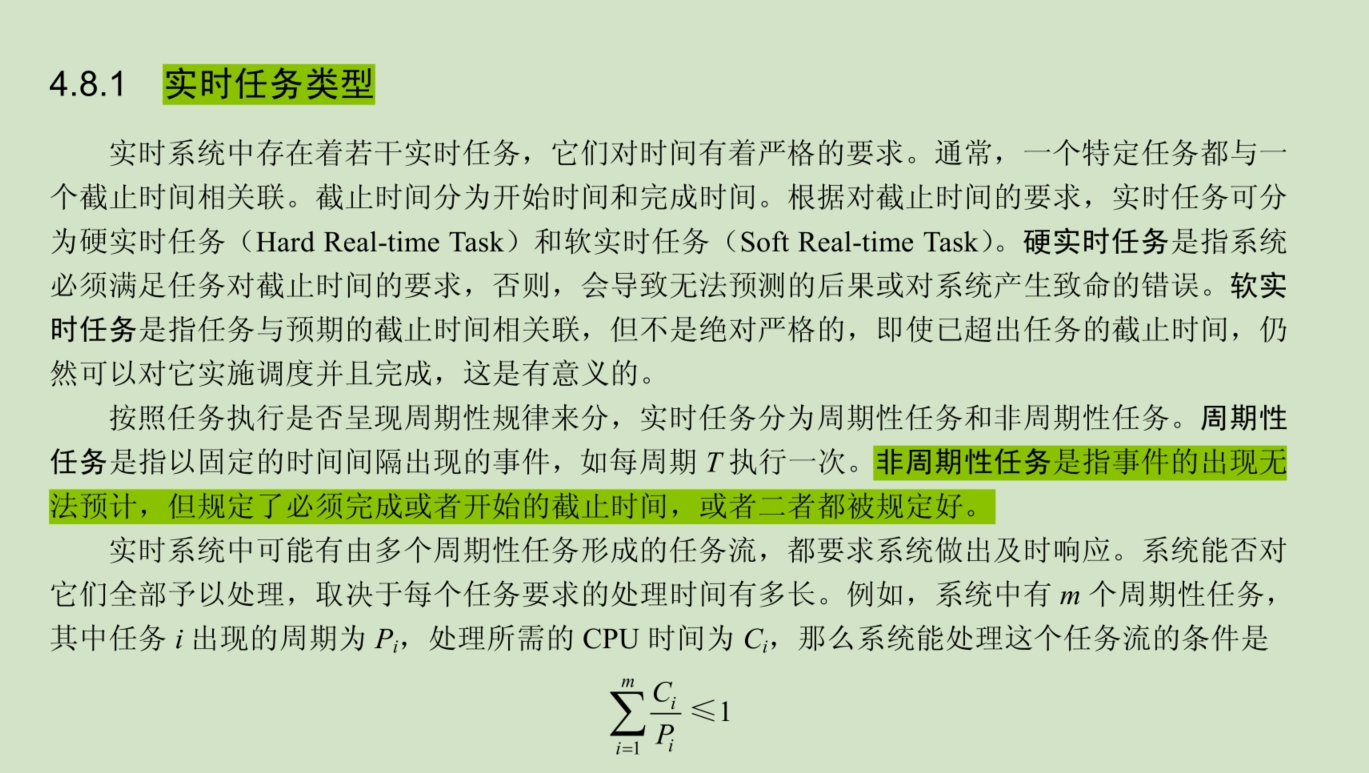 4.8.1 实时任务类型
实时系统中存在着若干实时任务，它们对时间有着严格的要求。通常，一个特定任务都与一
个截止时间相关联。截止时间分为开始时间和完成时间。根据对截止时间的要求，实时任务可分
为硬实时任务（Hard Real-time Task）和软实时任务（Soft Real-time Task）。硬实时任务是指系统
必须满足任务对截止时间的要求，否则，会导致无法预测的后果或对系统产生致命的错误。软实
时任务是指任务与预期的截止时间相关联，但不是绝对严格的，即使已超出任务的截止时间，仍
然可以对它实施调度并且完成，这是有意义的。
按照任务执行是否呈现周期性规律来分，实时任务分为周期性任务和非周期性任务。周期性
任务是指以固定的时间间隔出现的事件，如每周期 T 执行一次。非周期性任务是指事件的出现无
法预计，但规定了必须完成或者开始的截止时间，或者二者都被规定好。
实时系统中可能有由多个周期性任务形成的任务流，都要求系统做出及时响应。系统能否对
它们全部予以处理，取决于每个任务要求的处理时间有多长。例如，系统中有 m 个周期性任务，
其中任务 i 出现的周期为 Pi，处理所需的 CPU 时间为 Ci，那么系统能处理这个任务流的条件是
m
∑ Ci/Pi ≤1
i=1